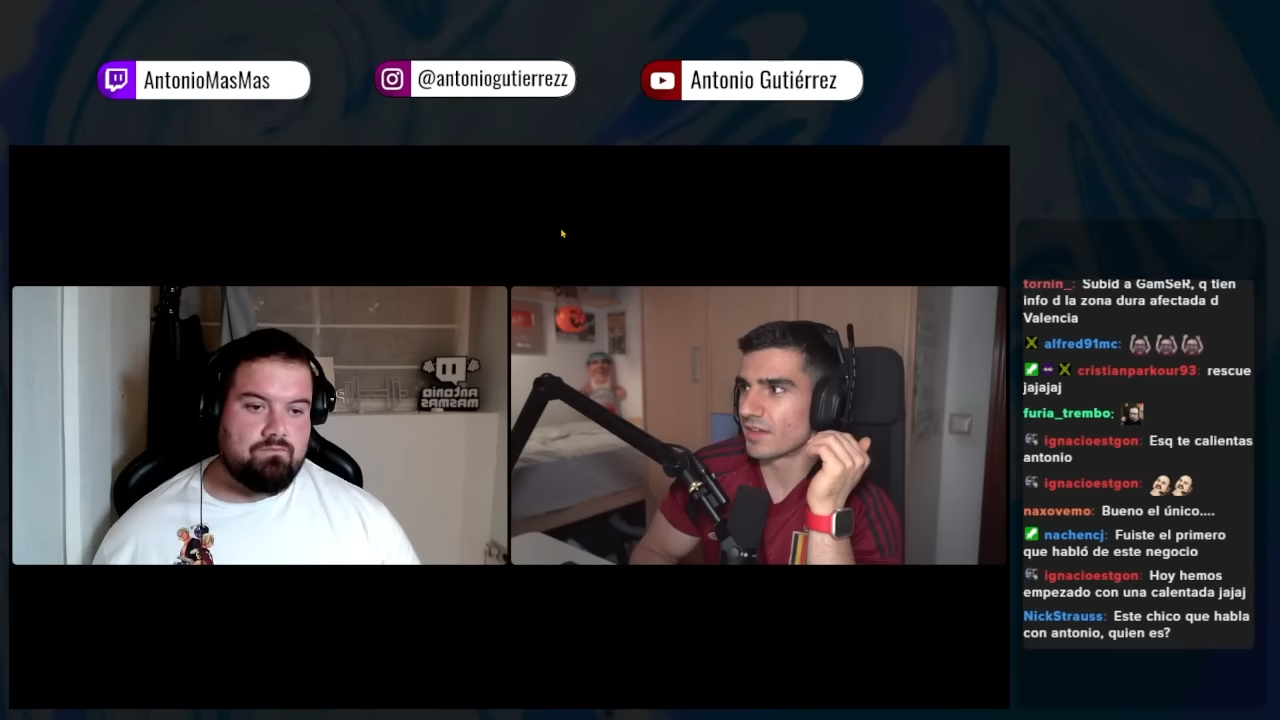 AntonioMasMas
@antoniogutierrezz
Antonio Gutiérrez
Antonio
MASMAS
tornin_: Subid a GamSeR, q tien
info d la zona dura afectada d
Valencia
alfred91mc:
cristianparkour93: rescue
jajajaj
furia_trembo:
ignacioestgon: Esq te calientas
antonio
ignacioestgon:
naxovemo: Bueno el único....
nachencj: Fuiste el primero
que habló de este negocio
ignacioestgon: Hoy hemos
empezado con una calentada jajaj
NickStrauss: Este chico que habla
con antonio, quien es?